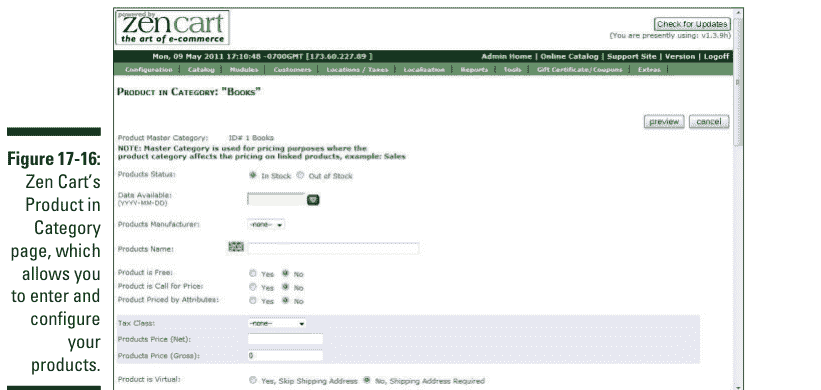 Figure 17-16:
Zen Cart's
Product in
Category
page, which
allows you
to enter and
configure
your
products.
powered by
zen cart
the art of e-commerce
Check for Updates
(You are presently using: v1.3.9h)
Mon, 09 May 2011 17:10:48 -0700GMT [173.60.227.89 ]
Admin Home | Online Catalog | Support Site | Version | Logoff
Configuration | Catalog | Modules | Customers | Locations / Taxes | Localization | Reports | Tools | Gift Certificate/Coupons | Extras |
Product in Category: "Books"
preview cancel
Product Master Category: ID# 1 Books
NOTE: Master Category is used for pricing purposes where the
product category affects the pricing on linked products, example: Sales
Products Status: In Stock Out of Stock
Date Available:
(YYYY-MM-DD)
Products Manufacturer: --none--
Products Name:
Product is Free: Yes No
Product is Call for Price: Yes No
Product Priced by Attributes: Yes No
Tax Class: --none--
Products Price (Net):
Products Price (Gross): 0
Product is Virtual: Yes, Skip Shipping Address No, Shipping Address Required